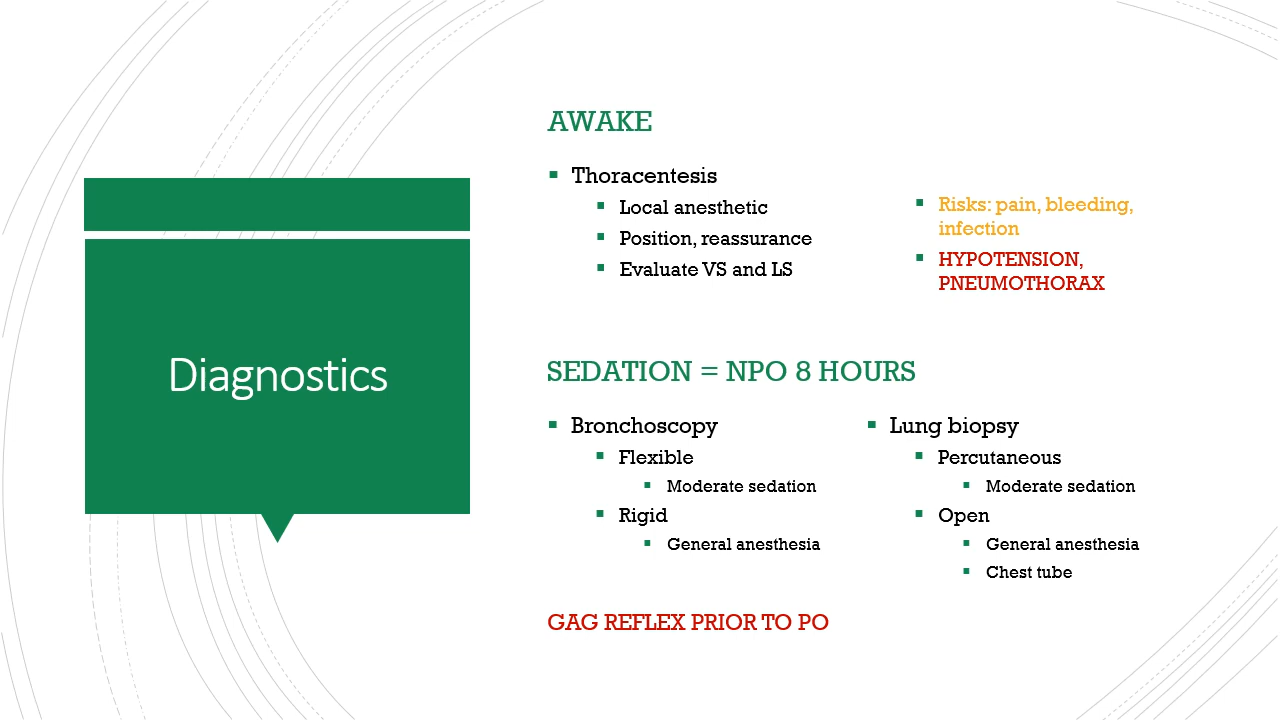 Diagnostics
AWAKE
Thoracentesis
Local anesthetic
Position, reassurance
Evaluate VS and LS
Risks: pain, bleeding,
infection
HYPOTENSION,
PNEUMOTHORAX
SEDATION = NPO 8 HOURS
Bronchoscopy
Flexible
Moderate sedation
Rigid
General anesthesia
Lung biopsy
Percutaneous
Moderate sedation
Open
General anesthesia
Chest tube
GAG REFLEX PRIOR TO PO